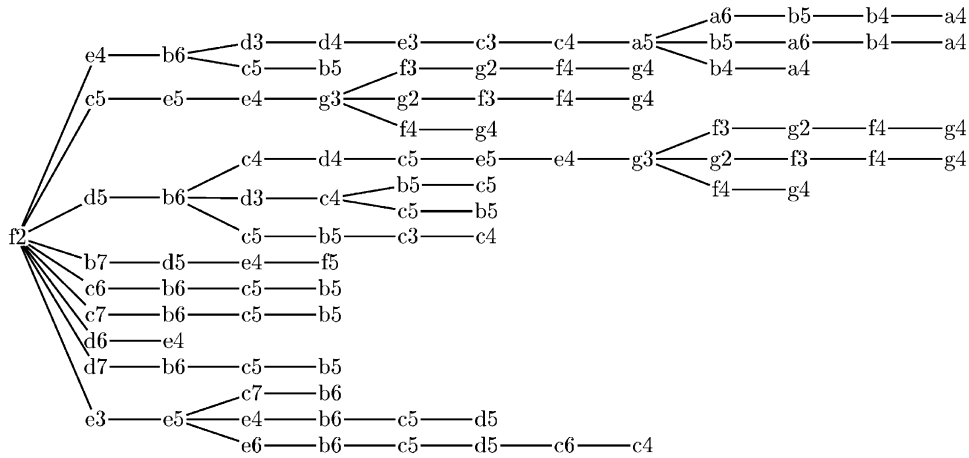 a6 b5 b4 a4
e4 b6 d3 d4 e3 c3 c4 a5 b5 a6 b4 a4
c5 b5 f3 g2 f4 g4 b4 a4
c5 e5 e4 g3 g2 f3 f4 g4
f4 g4 f3 g2 f4 g4
c4 d4 c5 e5 e4 g3 g2 f3 f4 g4
d5 b6 d3 c4 b5 c5 f4 g4
c5 b5
f2 c5 b5 c3 c4
b7 d5 e4 f5
c6 b6 c5 b5
c7 b6 c5 b5
d6 e4
d7 b6 c5 b5
c7 b6
e3 e5 e4 b6 c5 d5
e6 b6 c5 d5 c6 c4